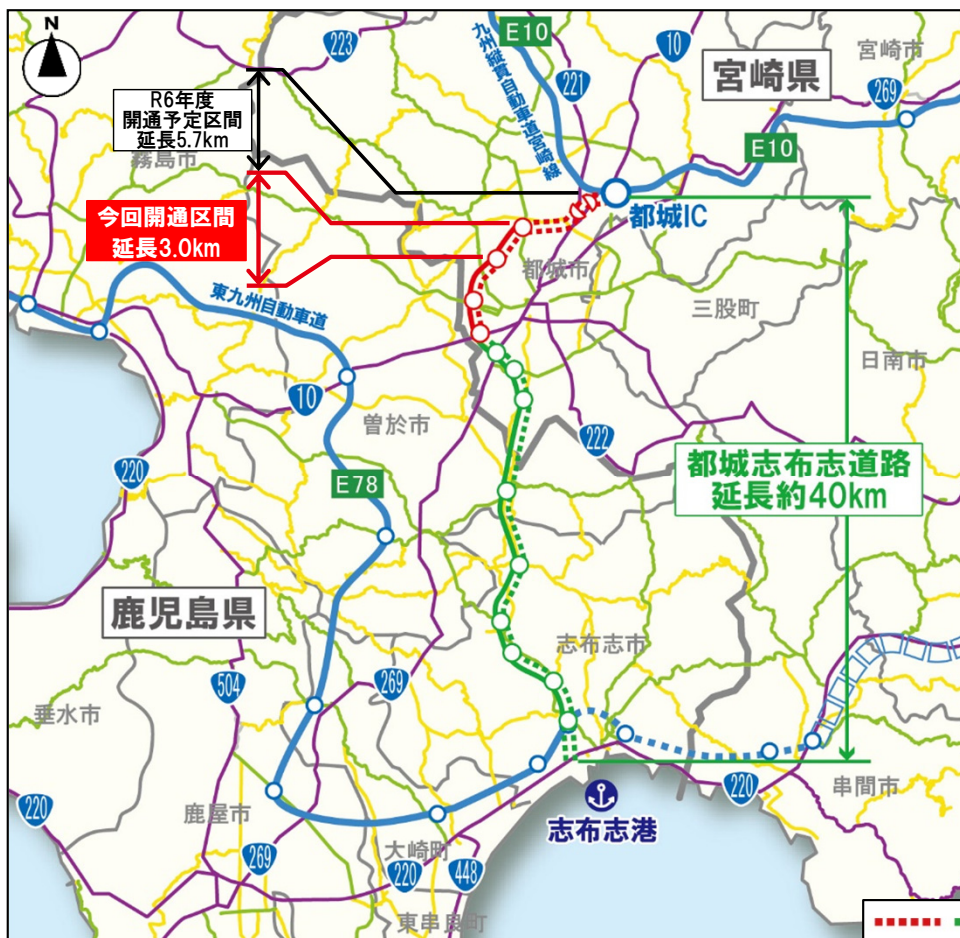 N
223
E10
10
宮崎市
宮崎県
221
269
九州縦貫自動車道宮崎線
E10
R6年度
開通予定区間
延長5.7km
霧島市
今回開通区間
延長3.0km
都城IC
都城市
三股町
東九州自動車道
日南市
10
曽於市
222
220
E78
都城志布志道路
延長約40km
鹿児島県
志布志市
504
269
垂水市
220
鹿屋市
220
串間市
志布志港
大崎町
269
220
448
東串良町